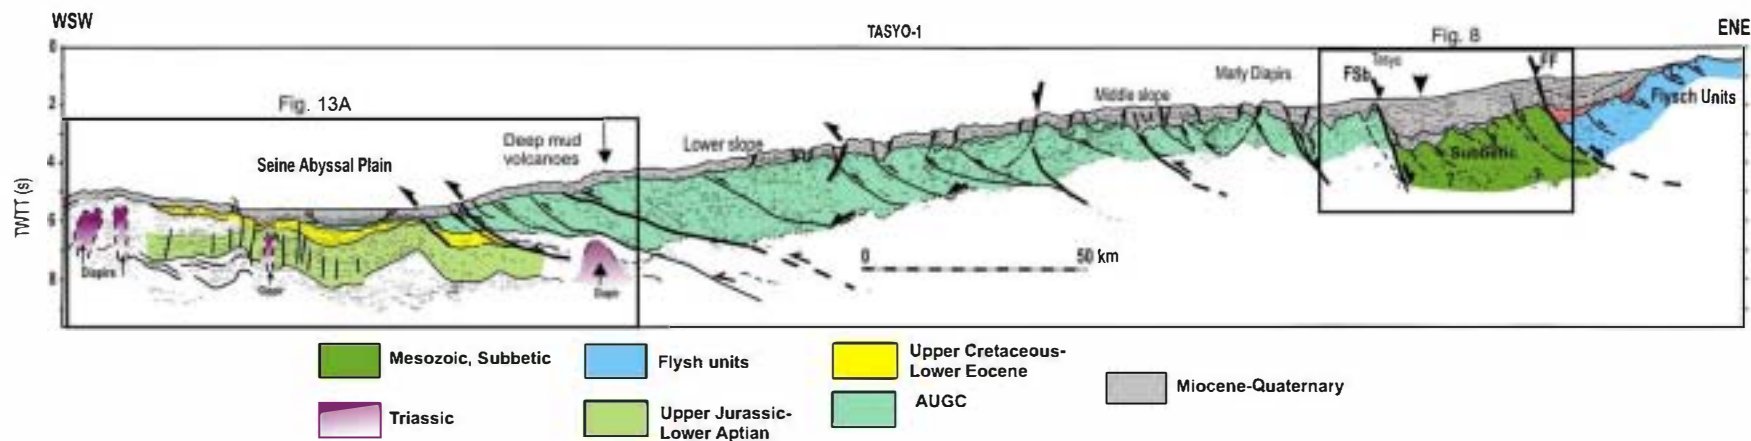 WSW
TASYO-1
ENE
Fig. 8
Fig. 13A
Tasyo
FSb
FF
Marly Diapirs
Middle slope
Flysch Units
Deep mud
volcanoes
Lower slope
Seine Abyssal Plain
Subbetic
TWTT (s)
0
2
4
6
8
Diapirs
Diapir
Diapir
0 50 km
Mesozoic, Subbetic
Flysh units
Upper Cretaceous-
Lower Eocene
Miocene-Quaternary
Triassic
Upper Jurassic-
Lower Aptian
AUGC